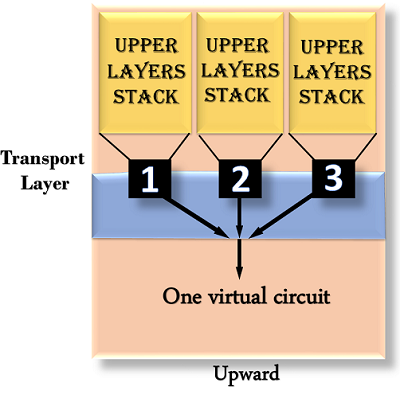 UPPER
LAYERS
STACK
UPPER
LAYERS
STACK
UPPER
LAYERS
STACK
Transport
Layer
1
2
3
One virtual circuit
Upward